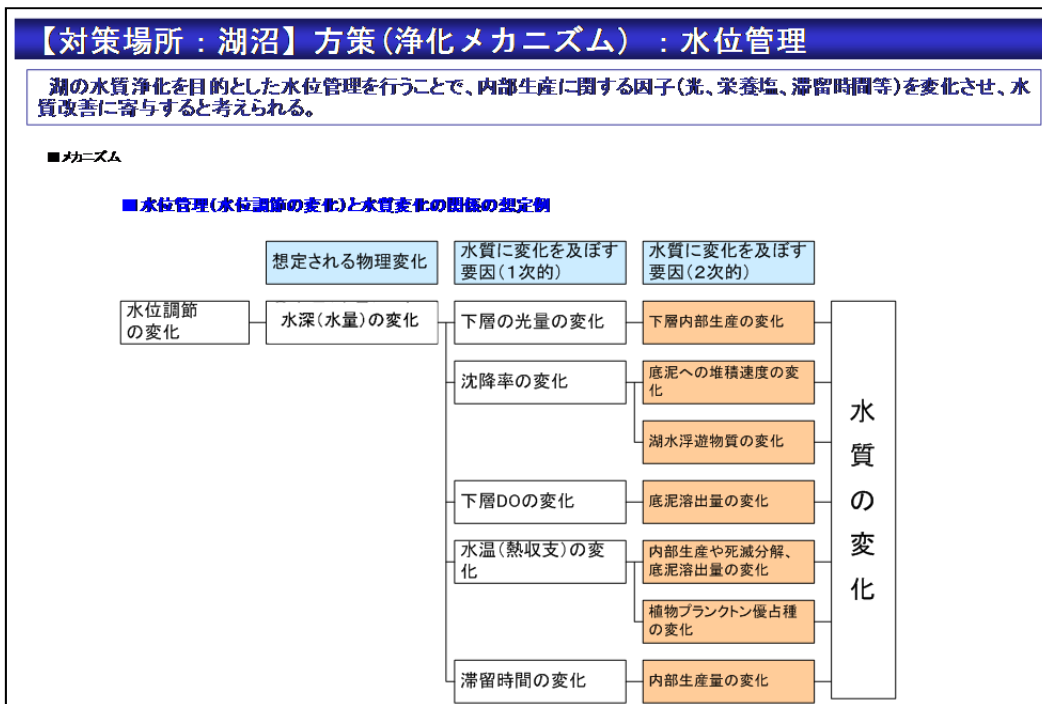 【対策場所：湖沼】方策(浄化メカニズム)：水位管理
湖の水質浄化を目的とした水位管理を行うことで、内部生産に関する因子(光、栄養塩、滞留時間等)を変化させ、水
質改善に寄与すると考えられる。
■メカニズム
■水位管理(水位調節の変化)と水質変化の関係の想定例
想定される物理変化
水質に変化を及ぼす
要因(1次的)
水質に変化を及ぼす
要因(2次的)
水位調節
の変化
水深(水量)の変化
下層の光量の変化
下層内部生産の変化
沈降率の変化
底泥への堆積速度の変
化
湖水浮遊物質の変化
下層DOの変化
底泥溶出量の変化
水温(熱収支)の変
化
内部生産や死滅分解、
底泥溶出量の変化
植物プランクトン優占種
の変化
滞留時間の変化
内部生産量の変化
水質の変化